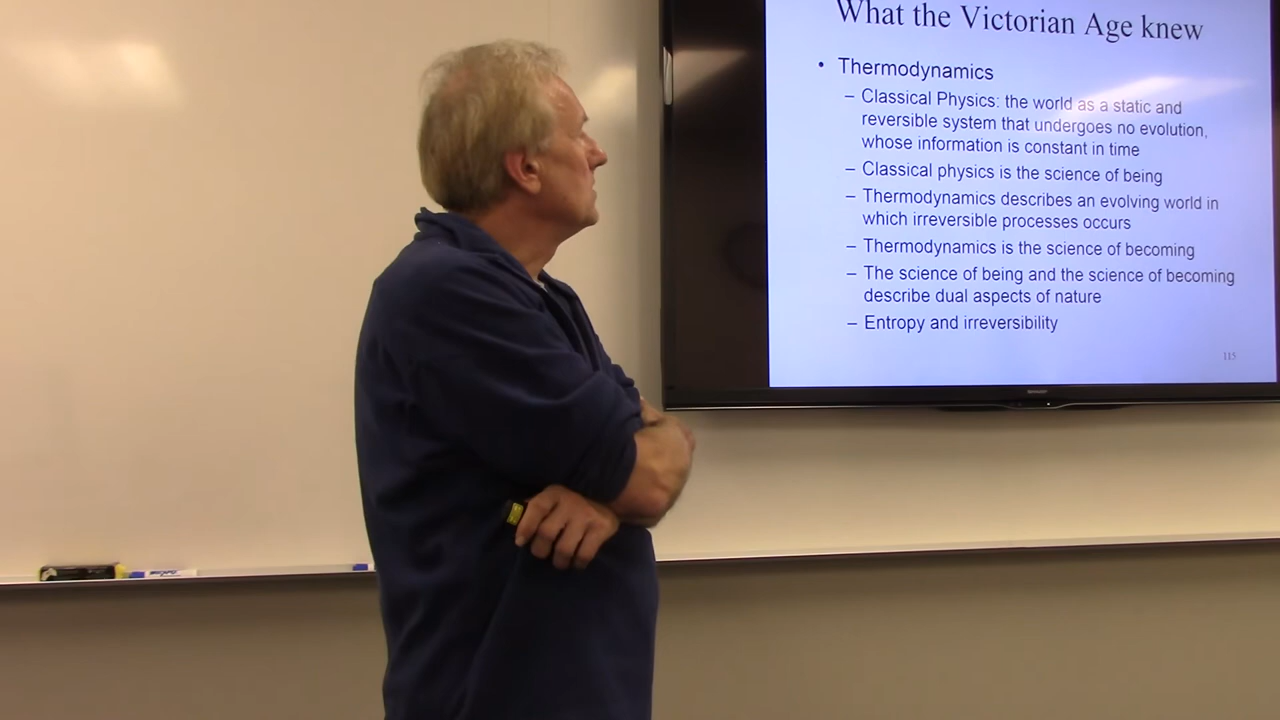 What the Victorian Age knew
• Thermodynamics
– Classical Physics: the world as a static and
reversible system that undergoes no evolution,
whose information is constant in time
– Classical physics is the science of being
– Thermodynamics describes an evolving world in
which irreversible processes occurs
– Thermodynamics is the science of becoming
– The science of being and the science of becoming
describe dual aspects of nature
– Entropy and irreversibility
115
SHARP